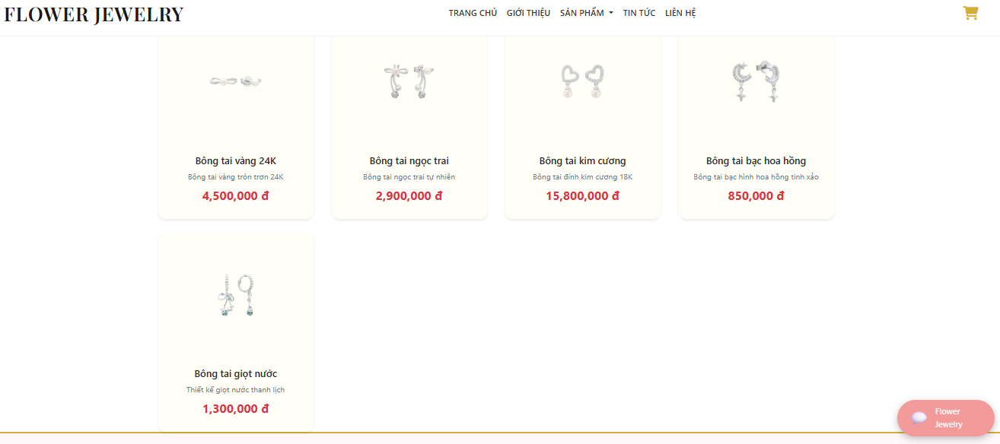 FLOWER JEWELRY
TRANG CHỦ GIỚI THIỆU SẢN PHẨM TIN TỨC LIÊN HỆ
Bông tai vàng 24K
Bông tai vàng tròn trơn 24K
4,500,000 đ
Bông tai ngọc trai
Bông tai ngọc trai tự nhiên
2,900,000 đ
Bông tai kim cương
Bông tai đính kim cương 18K
15,800,000 đ
Bông tai bạc hoa hồng
Bông tai bạc hình hoa hồng tinh xảo
850,000 đ
Bông tai giọt nước
Thiết kế giọt nước thanh lịch
1,300,000 đ
Flower
Jewelry